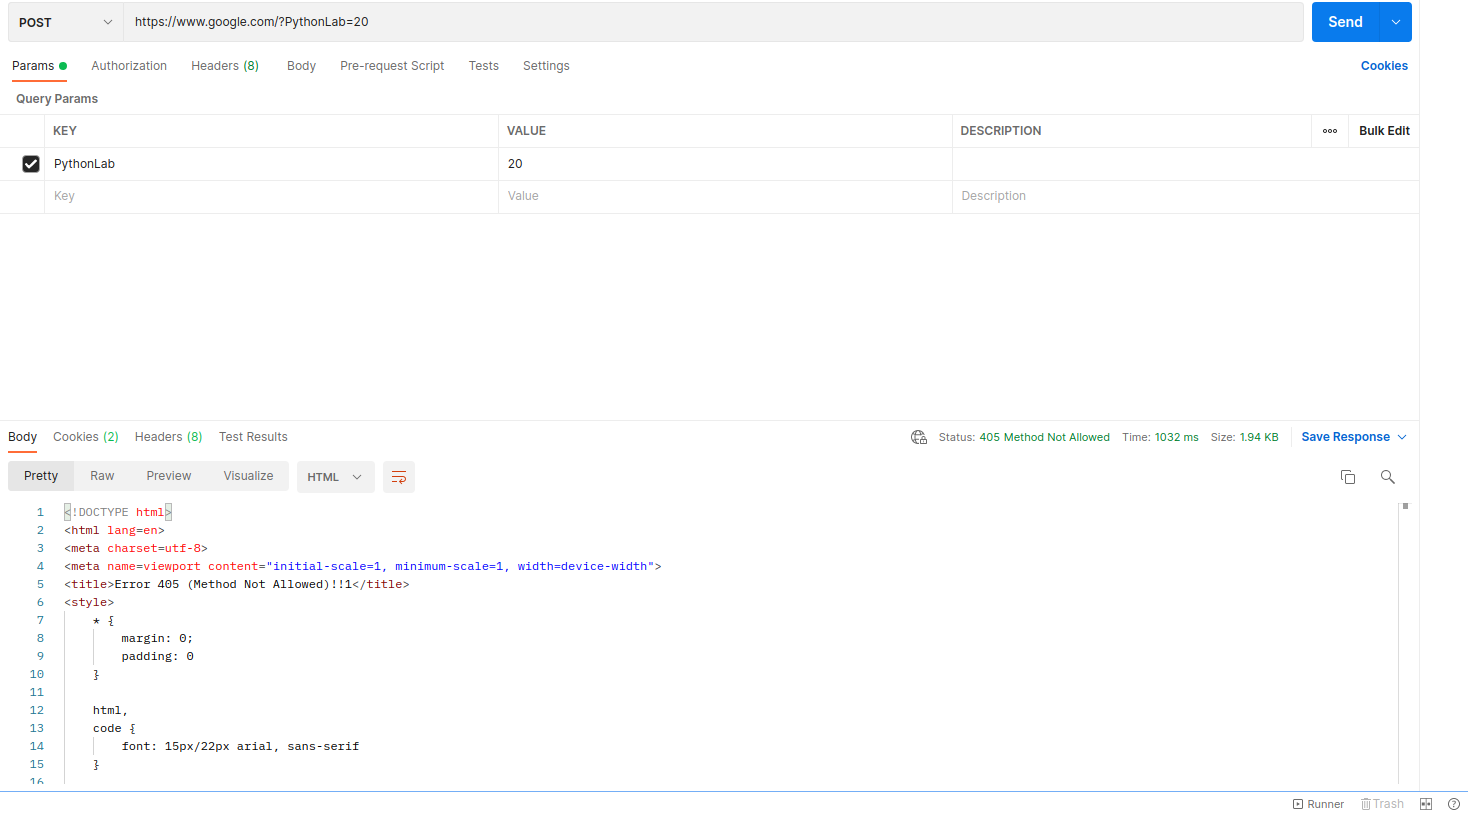 POST https://www.google.com/?PythonLab=20 Send
Params Authorization Headers (8) Body Pre-request Script Tests Settings Cookies
Query Params
KEY VALUE DESCRIPTION ooo Bulk Edit
PythonLab 20
Key Value Description
Body Cookies (2) Headers (8) Test Results Status: 405 Method Not Allowed Time: 1032 ms Size: 1.94 KB Save Response
Pretty Raw Preview Visualize HTML
1 <!DOCTYPE html>
2 <html lang=en>
3 <meta charset=utf-8>
4 <meta name=viewport content="initial-scale=1, minimum-scale=1, width=device-width">
5 <title>Error 405 (Method Not Allowed)!!1</title>
6 <style>
7 * {
8 margin: 0;
9 padding: 0
10 }
11
12 html,
13 code {
14 font: 15px/22px arial, sans-serif
15 }
16
Runner Trash